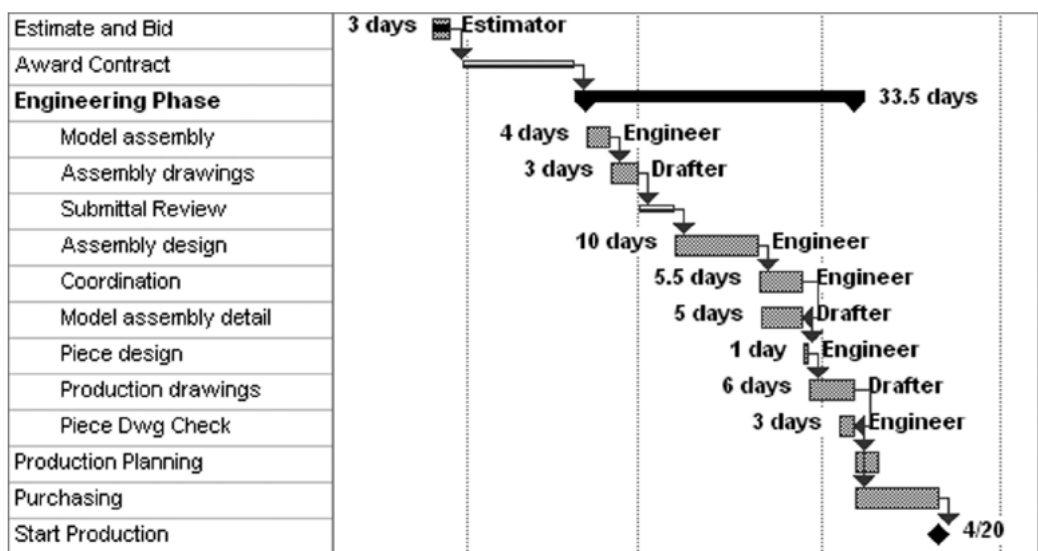 Estimate and Bid 3 days Estimator
Award Contract
Engineering Phase 33.5 days
Model assembly 4 days Engineer
Assembly drawings 3 days Drafter
Submittal Review
Assembly design 10 days Engineer
Coordination 5.5 days Engineer
Model assembly detail 5 days Drafter
Piece design 1 day Engineer
Production drawings 6 days Drafter
Piece Dwg Check 3 days Engineer
Production Planning
Purchasing
Start Production 4/20